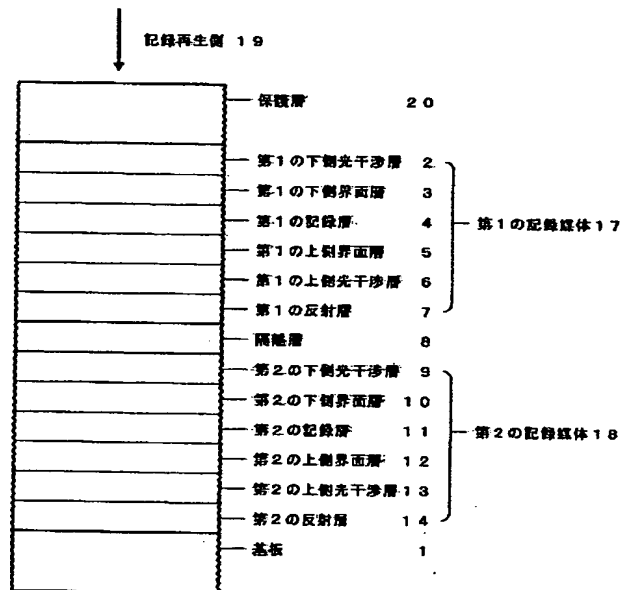 記録再生側 19
保護層 20
第1の下側光干渉層 2
第1の下側界面層 3
第1の記録層 4
第1の上側界面層 5
第1の記録媒体17
第1の上側光干渉層 6
第1の反射層 7
隔離層 8
第2の下側光干渉層 9
第2の下側界面層 10
第2の記録層 11
第2の記録媒体18
第2の上側界面層 12
第2の上側光干渉層 13
第2の反射層 14
基板 1